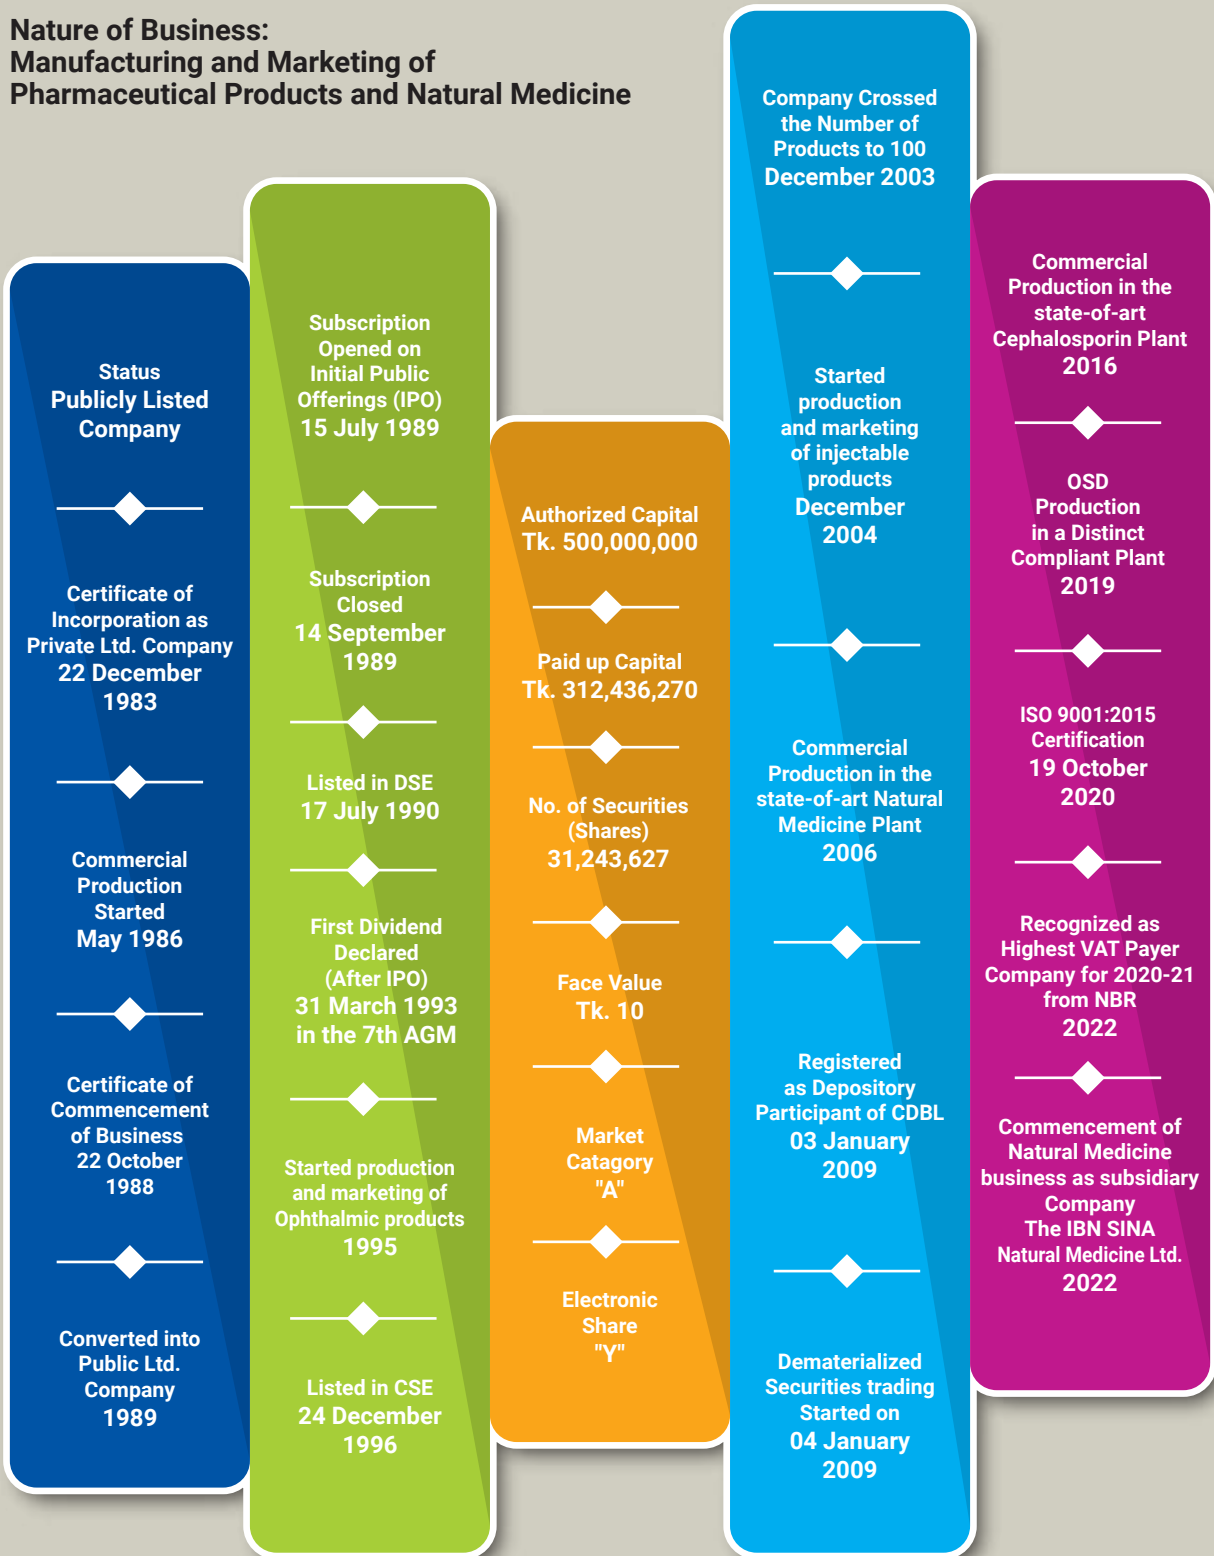 Nature of Business:
Manufacturing and Marketing of
Pharmaceutical Products and Natural Medicine
Status
Publicly Listed
Company
Certificate of
Incorporation as
Private Ltd. Company
22 December
1983
Commercial
Production
Started
May 1986
Certificate of
Commencement
of Business
22 October
1988
Converted into
Public Ltd.
Company
1989
Subscription
Opened on
Initial Public
Offerings (IPO)
15 July 1989
Subscription
Closed
14 September
1989
Listed in DSE
17 July 1990
First Dividend
Declared
(After IPO)
31 March 1993
in the 7th AGM
Started production
and marketing of
Ophthalmic products
1995
Listed in CSE
24 December
1996
Authorized Capital
Tk. 500,000,000
Paid up Capital
Tk. 312,436,270
No. of Securities
(Shares)
31,243,627
Face Value
Tk. 10
Market
Catagory
"A"
Electronic
Share
"Y"
Company Crossed
the Number of
Products to 100
December 2003
Started
production
and marketing
of injectable
products
December
2004
Commercial
Production in the
state-of-art Natural
Medicine Plant
2006
Registered
as Depository
Participant of CDBL
03 January
2009
Dematerialized
Securities trading
Started on
04 January
2009
Commercial
Production in the
state-of-art
Cephalosporin Plant
2016
OSD
Production
in a Distinct
Compliant Plant
2019
ISO 9001:2015
Certification
19 October
2020
Recognized as
Highest VAT Payer
Company for 2020-21
from NBR
2022
Commencement of
Natural Medicine
business as subsidiary
Company
The IBN SINA
Natural Medicine Ltd.
2022